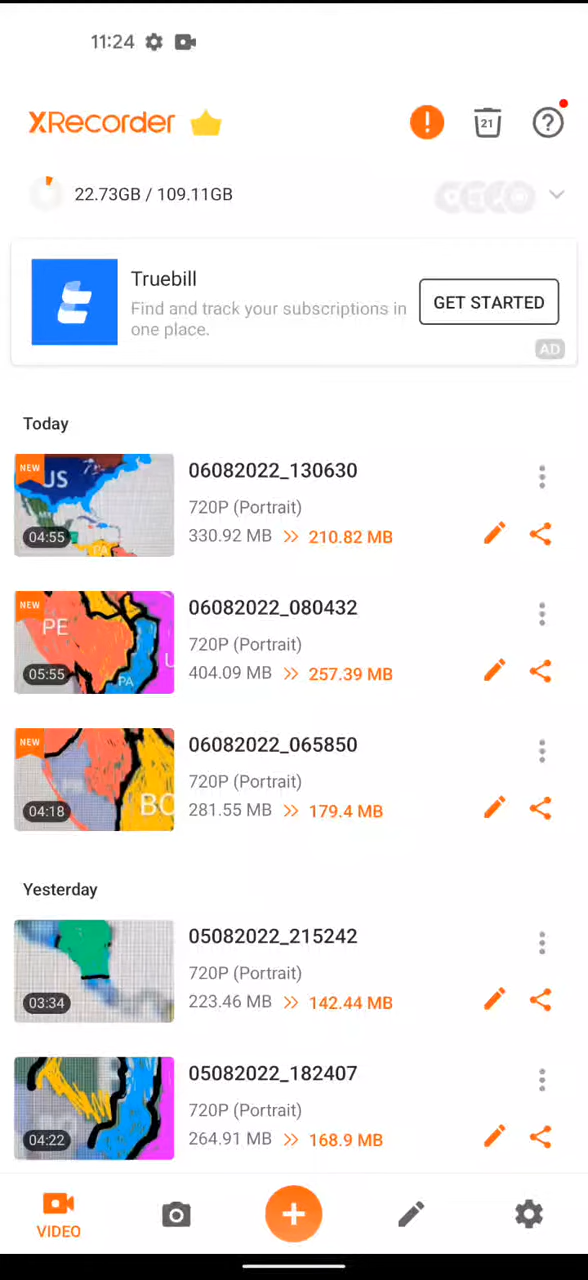 11:24
XRecorder
21
22.73GB / 109.11GB
Truebill
Find and track your subscriptions in
one place.
GET STARTED
AD
Today
NEW
US
04:55
06082022_130630
720P (Portrait)
330.92 MB >> 210.82 MB
NEW
PE
PA
05:55
06082022_080432
720P (Portrait)
404.09 MB >> 257.39 MB
NEW
BO
04:18
06082022_065850
720P (Portrait)
281.55 MB >> 179.4 MB
Yesterday
03:34
05082022_215242
720P (Portrait)
223.46 MB >> 142.44 MB
04:22
05082022_182407
720P (Portrait)
264.91 MB >> 168.9 MB
VIDEO